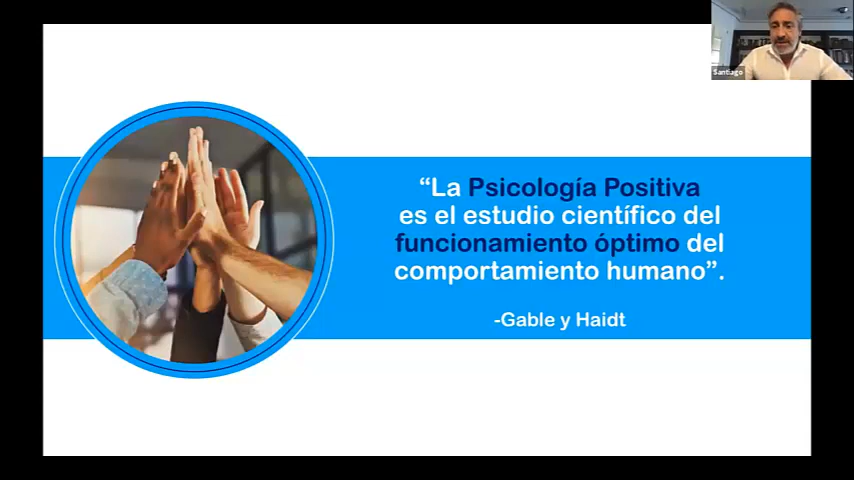 Santiago
“La Psicología Positiva
es el estudio científico del
funcionamiento óptimo del
comportamiento humano”.
-Gable y Haidt